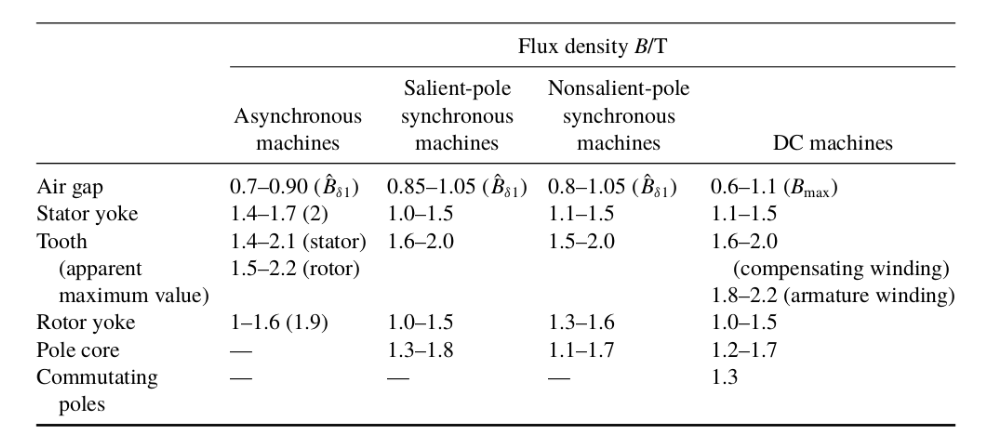 Flux density B/T
Asynchronous machines Salient-pole synchronous machines Nonsalient-pole synchronous machines DC machines
Air gap 0.7–0.90 (B̂δ1) 0.85–1.05 (B̂δ1) 0.8–1.05 (B̂δ1) 0.6–1.1 (Bmax)
Stator yoke 1.4–1.7 (2) 1.0–1.5 1.1–1.5 1.1–1.5
Tooth 1.4–2.1 (stator) 1.6–2.0 1.5–2.0 1.6–2.0
(apparent 1.5–2.2 (rotor) (compensating winding)
maximum value) 1.8–2.2 (armature winding)
Rotor yoke 1–1.6 (1.9) 1.0–1.5 1.3–1.6 1.0–1.5
Pole core — 1.3–1.8 1.1–1.7 1.2–1.7
Commutating — — — 1.3
poles